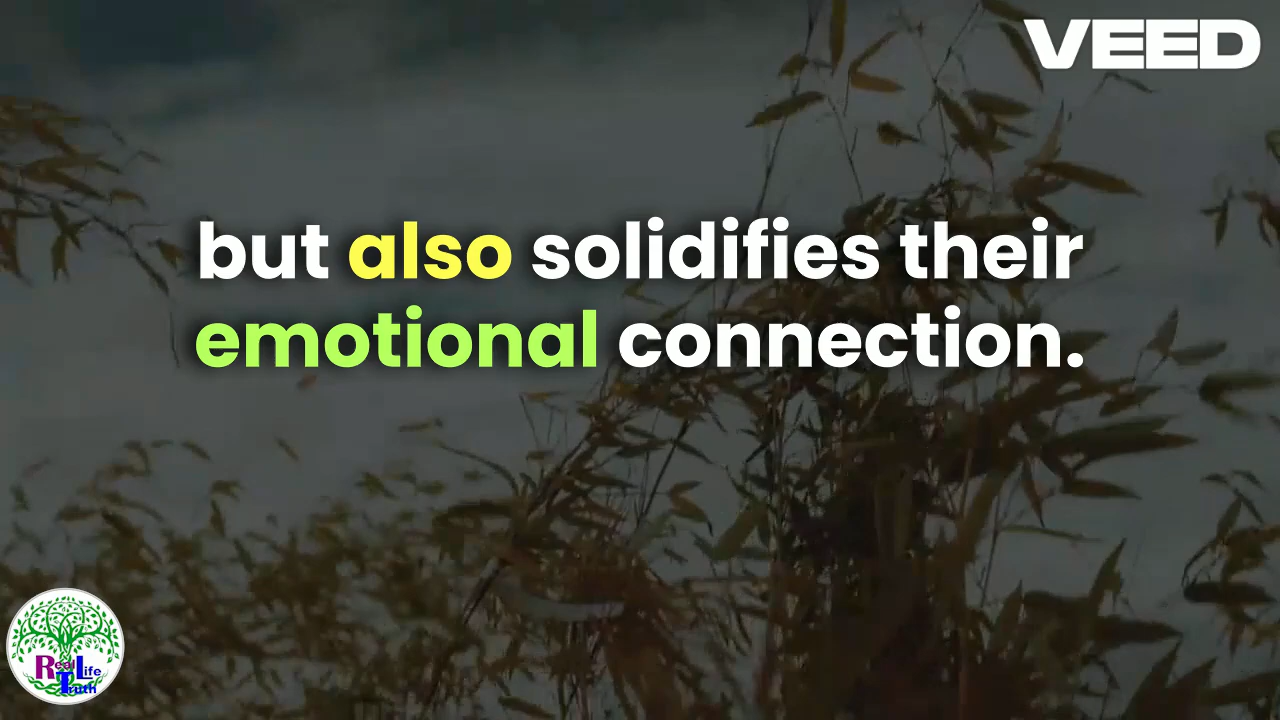 VEED
but also solidifies their
emotional connection.
Real Life
Truth